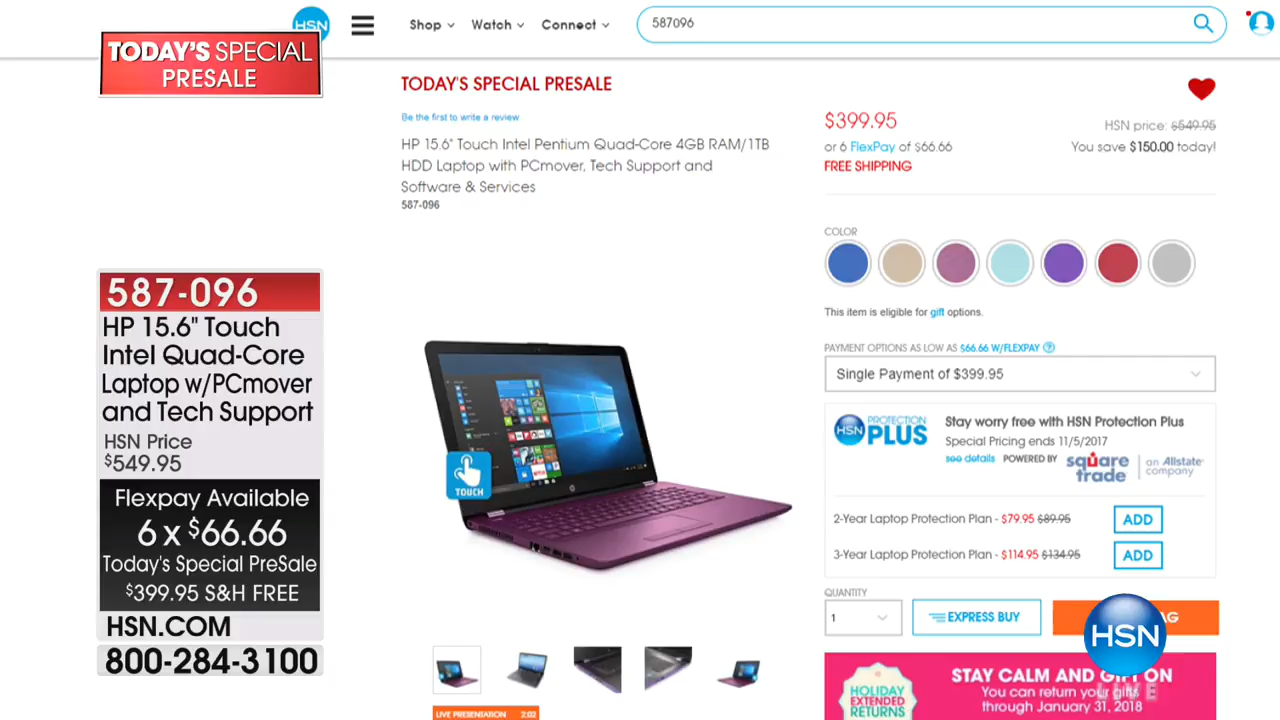 HSN
TODAY'S SPECIAL
PRESALE
Shop
Watch
Connect
587096
TODAY'S SPECIAL PRESALE
Be the first to write a review
HP 15.6" Touch Intel Pentium Quad-Core 4GB RAM/1TB
HDD Laptop with PCmover, Tech Support and
Software & Services
587-096
$399.95
HSN price: $549.95
or 6 FlexPay of $66.66
You save $150.00 today!
FREE SHIPPING
COLOR
This item is eligible for gift options.
PAYMENT OPTIONS AS LOW AS $66.66 W/FLEXPAY ?
Single Payment of $399.95
HSN PROTECTION PLUS
Stay worry free with HSN Protection Plus
Special Pricing ends 11/5/2017
see details POWERED BY
square trade
an Allstate company
2-Year Laptop Protection Plan - $79.95 $89.95
ADD
3-Year Laptop Protection Plan - $114.95 $134.95
ADD
QUANTITY
1
EXPRESS BUY
AG
HSN
LIVE
HOLIDAY
EXTENDED
RETURNS
STAY CALM AND GIFT ON
You can return your gifts
through January 31, 2018
587-096
HP 15.6" Touch
Intel Quad-Core
Laptop w/PCmover
and Tech Support
HSN Price
$549.95
Flexpay Available
6 x $66.66
Today's Special PreSale
$399.95 S&H FREE
HSN.COM
800-284-3100
TOUCH
LIVE PRESENTATION 2:02